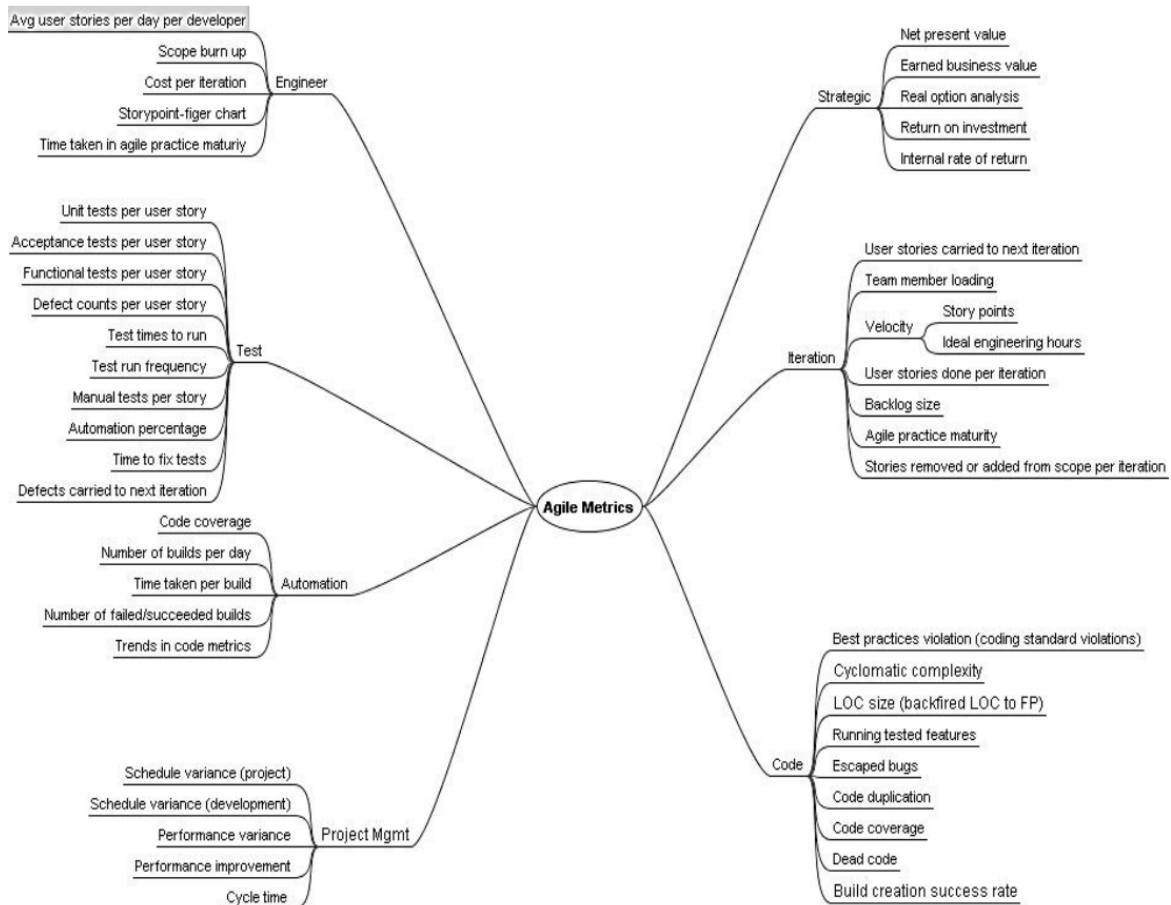 Avg user stories per day per developer
Scope burn up
Cost per iteration
Storypoint-figer chart
Time taken in agile practice maturiy
Engineer
Unit tests per user story
Acceptance tests per user story
Functional tests per user story
Defect counts per user story
Test times to run
Test run frequency
Manual tests per story
Automation percentage
Time to fix tests
Defects carried to next iteration
Test
Code coverage
Number of builds per day
Time taken per build
Number of failed/succeeded builds
Trends in code metrics
Automation
Schedule variance (project)
Schedule variance (development)
Performance variance
Performance improvement
Cycle time
Project Mgmt
Agile Metrics
Strategic
Net present value
Earned business value
Real option analysis
Return on investment
Internal rate of return
Iteration
User stories carried to next iteration
Team member loading
Velocity
Story points
Ideal engineering hours
User stories done per iteration
Backlog size
Agile practice maturity
Stories removed or added from scope per iteration
Code
Best practices violation (coding standard violations)
Cyclomatic complexity
LOC size (backfired LOC to FP)
Running tested features
Escaped bugs
Code duplication
Code coverage
Dead code
Build creation success rate